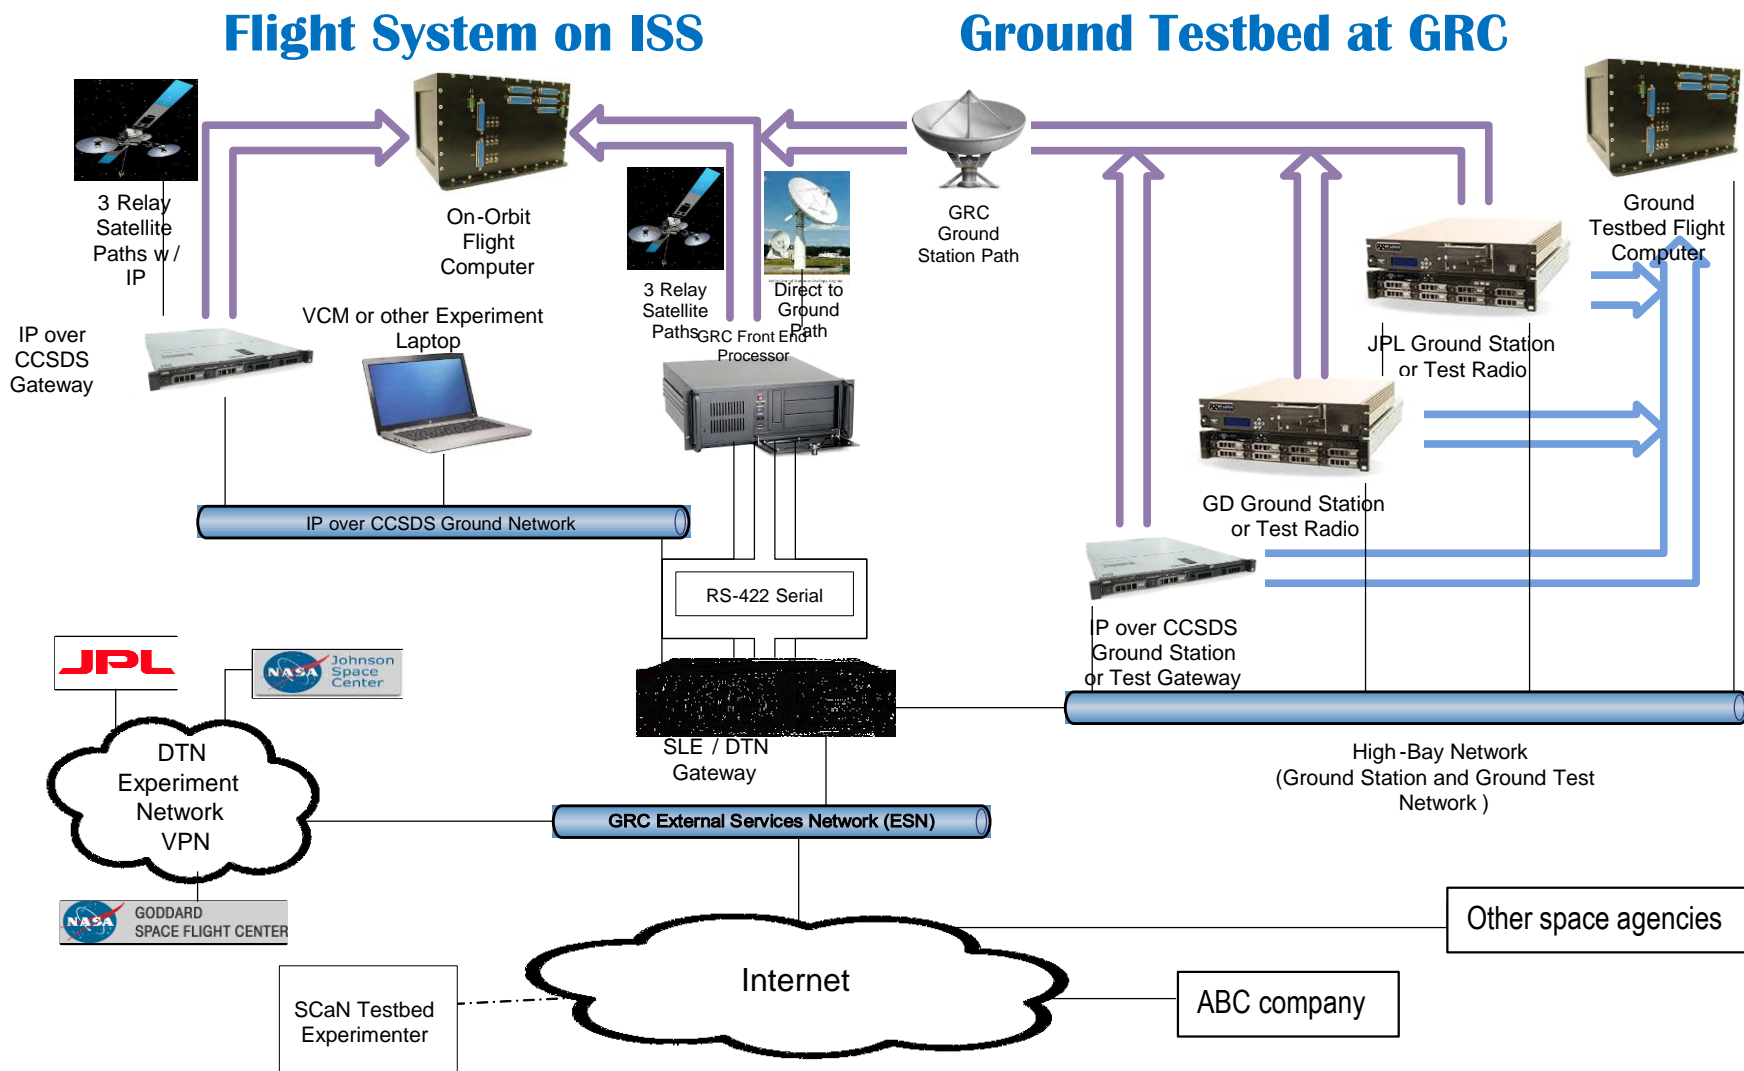 Flight System on ISS
Ground Testbed at GRC
3 Relay
Satellite
Paths w/
IP
On-Orbit
Flight
Computer
3 Relay
Satellite
Paths
Direct to
Ground
Path
GRC
Ground
Station Path
Ground
Testbed Flight
Computer
IP over
CCSDS
Gateway
VCM or other Experiment
Laptop
GRC Front End
Processor
JPL Ground Station
or Test Radio
GD Ground Station
or Test Radio
IP over CCSDS Ground Network
RS-422 Serial
IP over CCSDS
Ground Station
or Test Gateway
JPL
NASA
Johnson
Space
Center
SLE / DTN
Gateway
High-Bay Network
(Ground Station and Ground Test
Network)
DTN
Experiment
Network
VPN
GRC External Services Network (ESN)
NASA
GODDARD
SPACE FLIGHT CENTER
Other space agencies
Internet
ABC company
SCaN Testbed
Experimenter